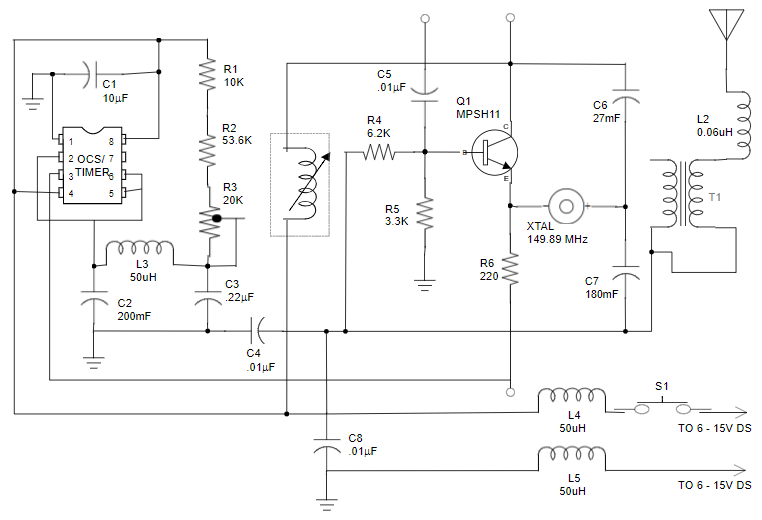 C1
10µF
R1
10K
R2
53.6K
R3
20K
1
8
2
OCS/
7
3
TIMER
6
4
5
L3
50uH
C2
200mF
C3
.22µF
C4
.01µF
C5
.01µF
R4
6.2K
R5
3.3K
Q1
MPSH11
C
B
E
XTAL
149.89 MHz
R6
220
C6
27mF
C7
180mF
L2
0.06uH
T1
C8
.01µF
L4
50uH
S1
TO 6 - 15V DS
L5
50uH
TO 6 - 15V DS